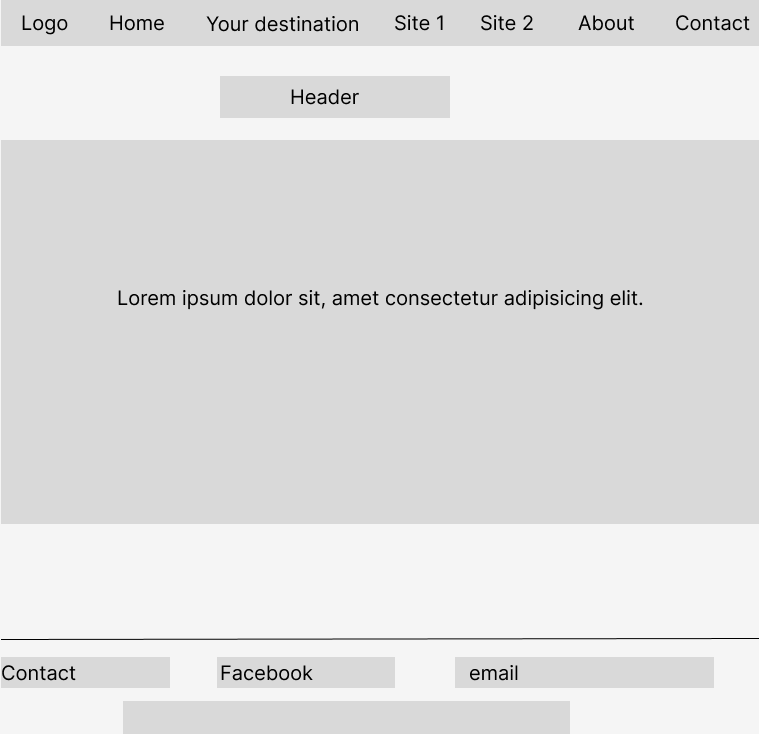 Logo Home Your destination Site 1 Site 2 About Contact
Header
Lorem ipsum dolor sit, amet consectetur adipisicing elit.
Contact Facebook email